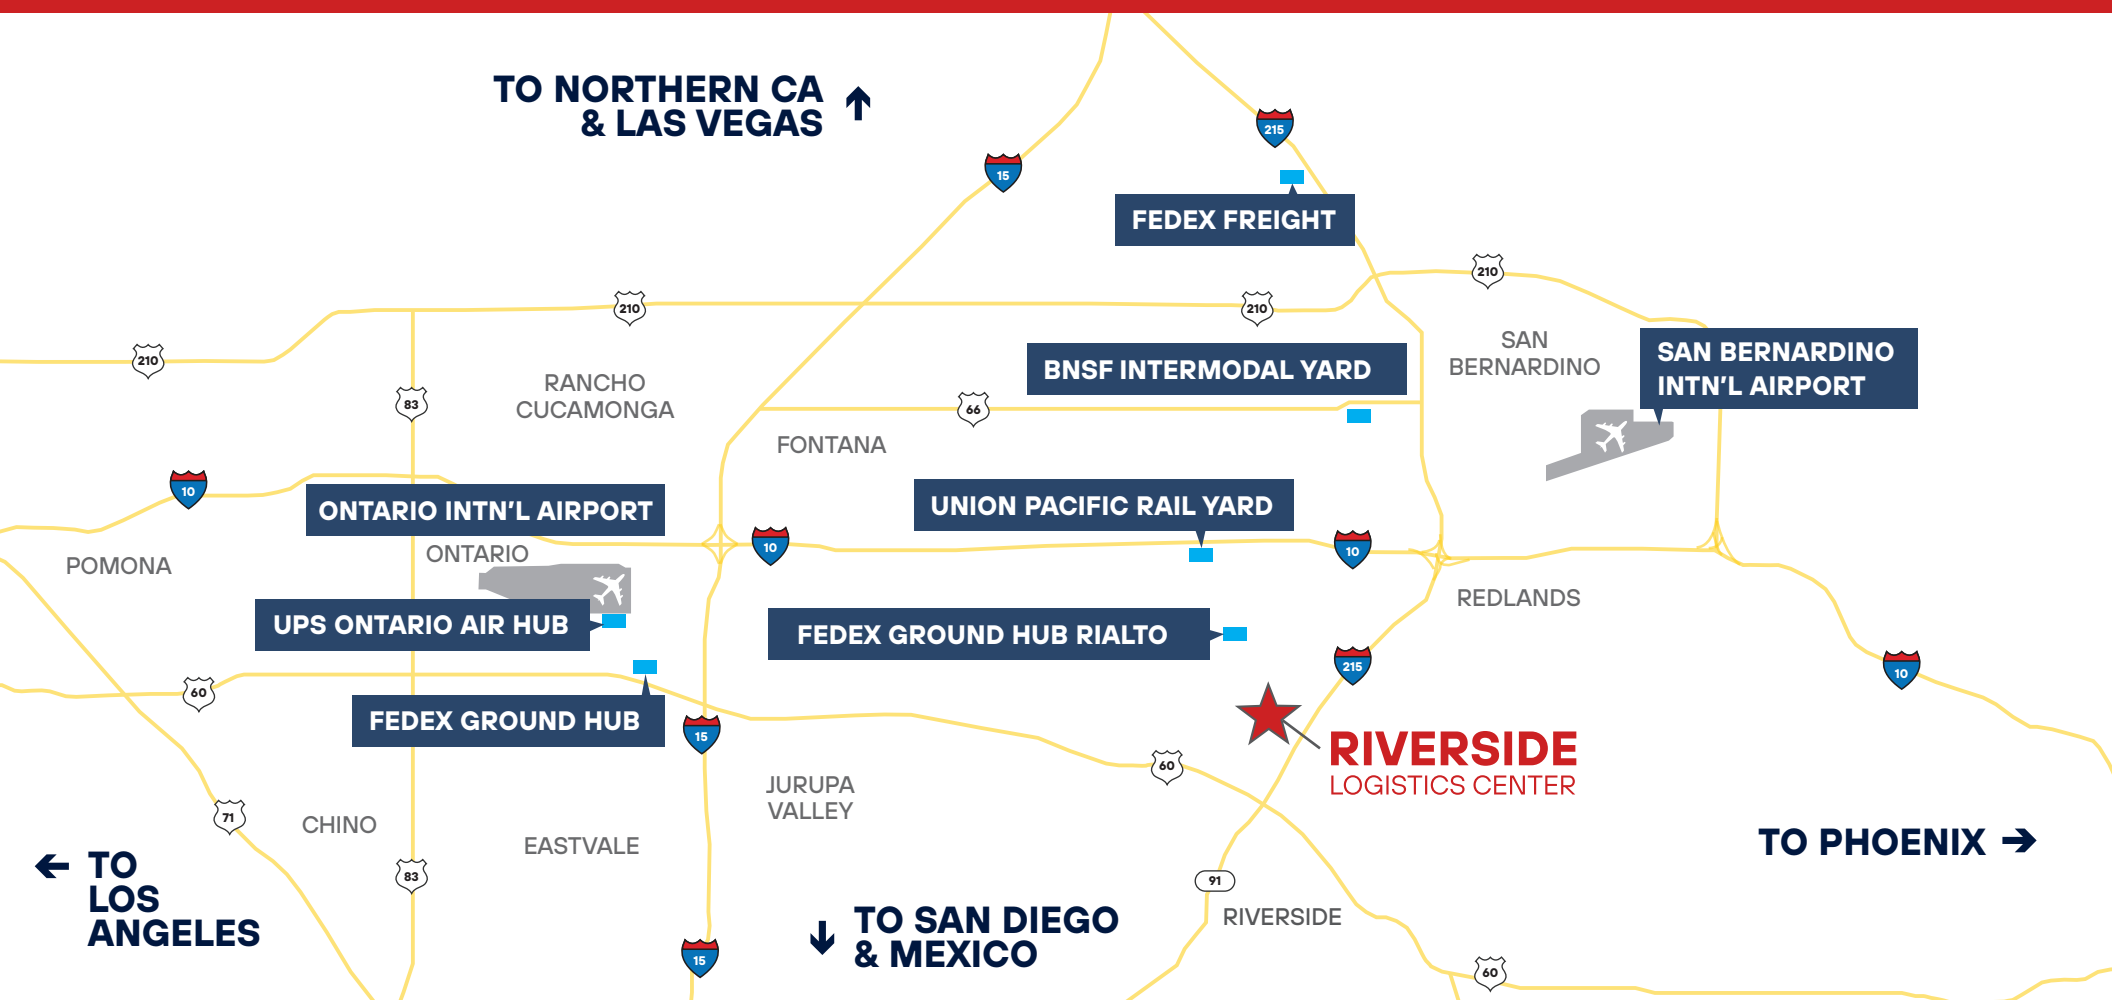 TO NORTHERN CA
& LAS VEGAS
215
15
FEDEX FREIGHT
210
210
210
210
SAN
BERNARDINO
SAN BERNARDINO
INTN'L AIRPORT
BNSF INTERMODAL YARD
RANCHO
CUCAMONGA
83
66
FONTANA
10
ONTARIO INTN'L AIRPORT
UNION PACIFIC RAIL YARD
10
10
ONTARIO
POMONA
REDLANDS
UPS ONTARIO AIR HUB
FEDEX GROUND HUB RIALTO
215
10
60
FEDEX GROUND HUB
15
RIVERSIDE
LOGISTICS CENTER
60
JURUPA
VALLEY
71
CHINO
EASTVALE
TO PHOENIX
TO
LOS
ANGELES
83
91
RIVERSIDE
TO SAN DIEGO
& MEXICO
15
60